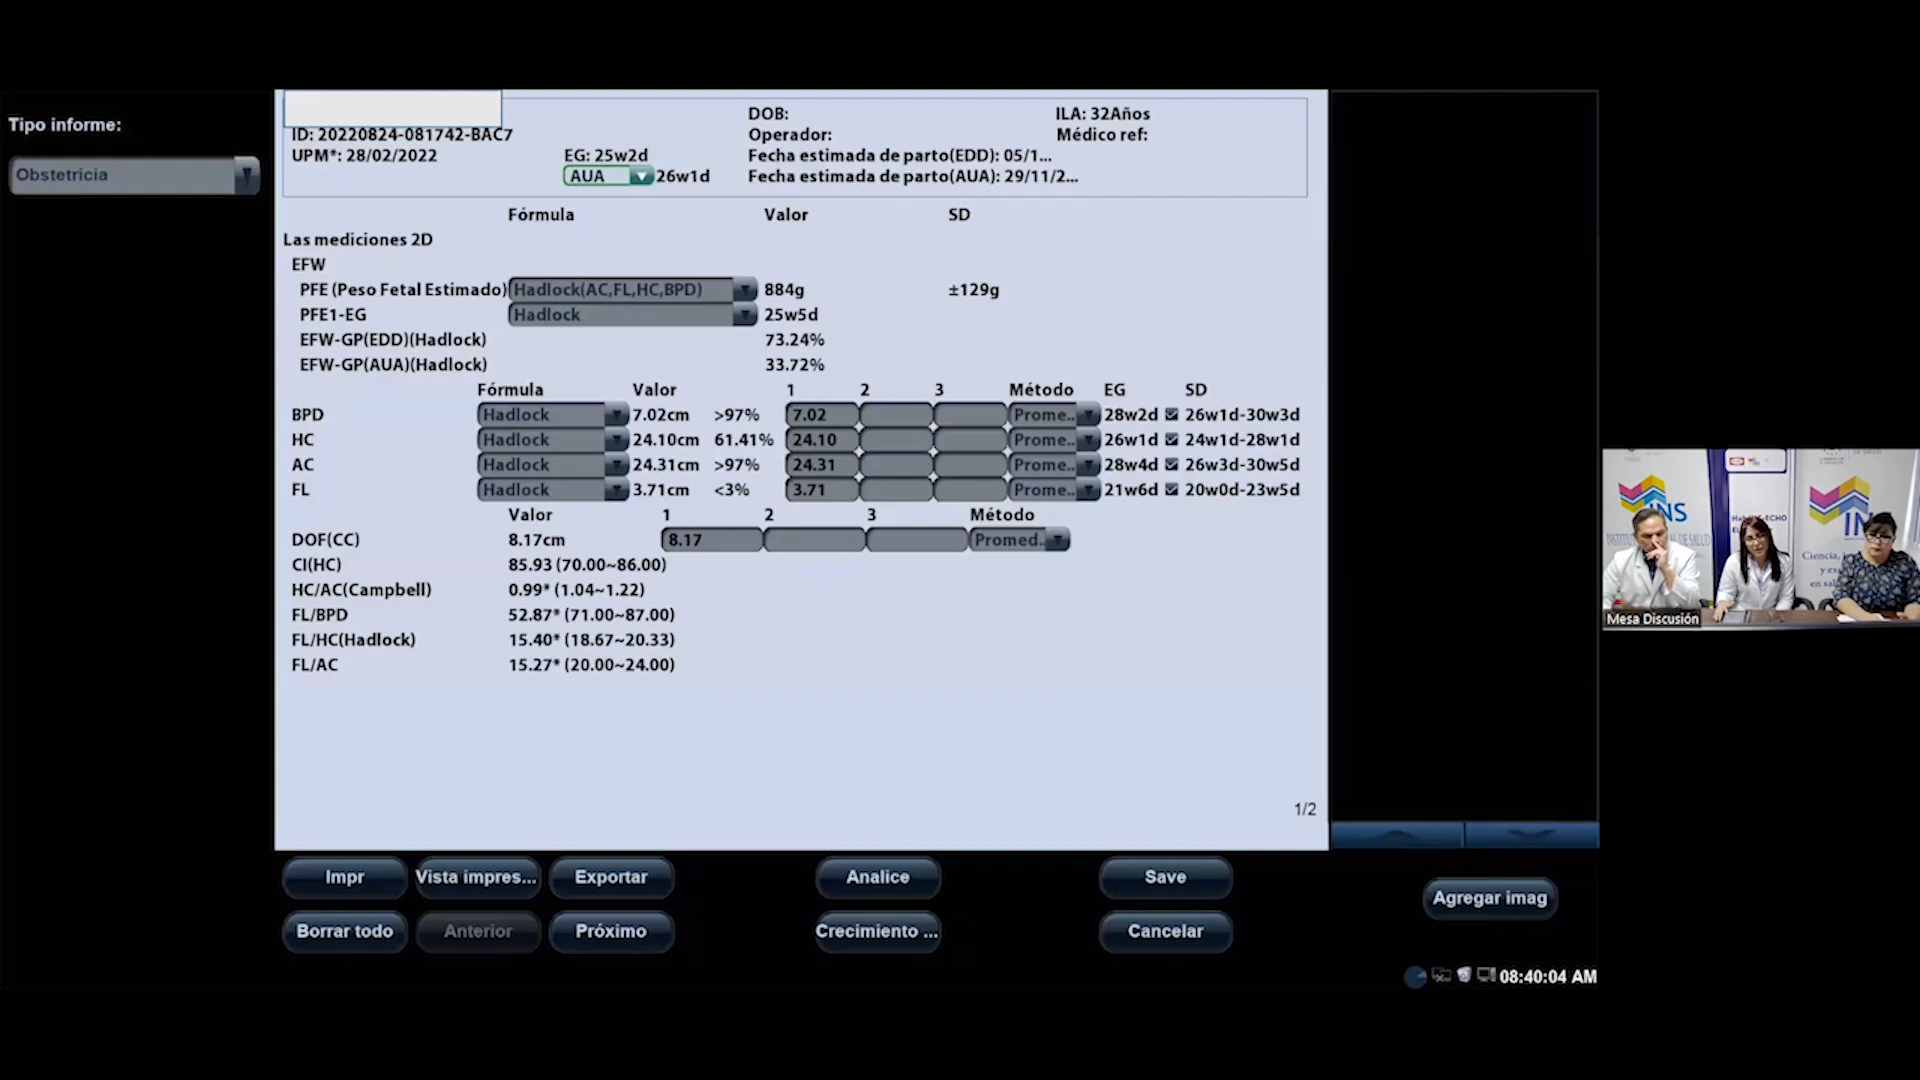 Tipo informe:
Obstetricia
DOB:
ILA: 32Años
ID: 20220824-081742-BAC7
Operador:
Médico ref:
UPM*: 28/02/2022
EG: 25w2d
Fecha estimada de parto(EDD): 05/1...
AUA 26w1d
Fecha estimada de parto(AUA): 29/11/2...
Fórmula Valor SD
Las mediciones 2D
EFW
PFE (Peso Fetal Estimado) Hadlock(AC,FL,HC,BPD) 884g ±129g
PFE1-EG Hadlock 25w5d
EFW-GP(EDD)(Hadlock) 73.24%
EFW-GP(AUA)(Hadlock) 33.72%
Fórmula Valor 1 2 3 Método EG SD
BPD Hadlock 7.02cm >97% 7.02 Prome.. 28w2d 26w1d-30w3d
HC Hadlock 24.10cm 61.41% 24.10 Prome.. 26w1d 24w1d-28w1d
AC Hadlock 24.31cm >97% 24.31 Prome.. 28w4d 26w3d-30w5d
FL Hadlock 3.71cm <3% 3.71 Prome.. 21w6d 20w0d-23w5d
Valor 1 2 3 Método
DOF(CC) 8.17cm 8.17 Promed..
CI(HC) 85.93 (70.00~86.00)
HC/AC(Campbell) 0.99* (1.04~1.22)
FL/BPD 52.87* (71.00~87.00)
FL/HC(Hadlock) 15.40* (18.67~20.33)
FL/AC 15.27* (20.00~24.00)
1/2
Impr Vista impres... Exportar Analice Save
Agregar imag
Borrar todo Anterior Próximo Crecimiento ... Cancelar
08:40:04 AM
INS
Ciencia,
Mesa Discusión